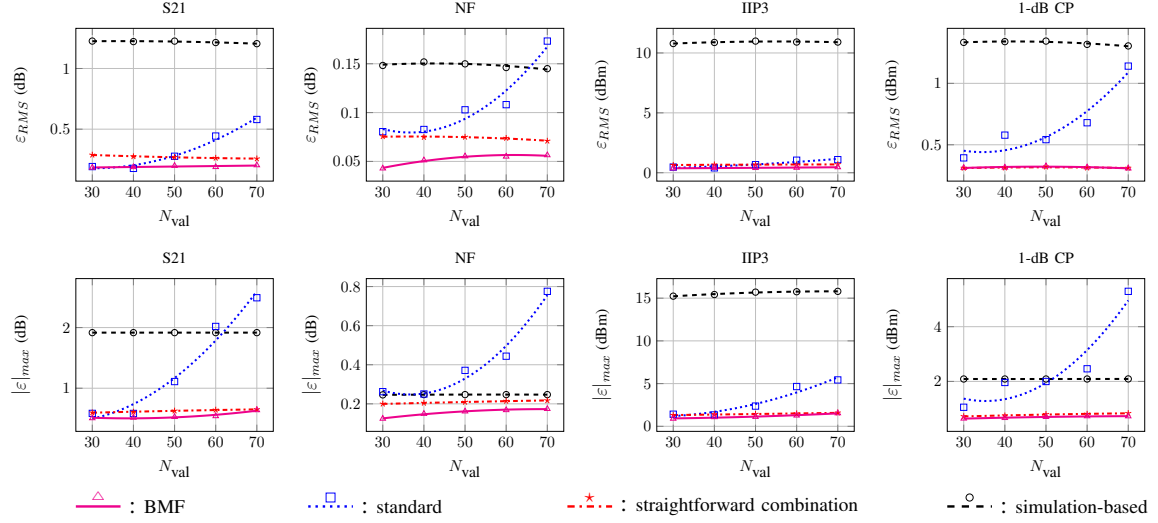 S21
NF
IIP3
1-dB CP
ε_RMS (dB)
1
0.5
30 40 50 60 70
N_val
ε_RMS (dB)
0.15
0.1
0.05
30 40 50 60 70
N_val
ε_RMS (dBm)
10
5
0
30 40 50 60 70
N_val
ε_RMS (dBm)
1
0.5
30 40 50 60 70
N_val
S21
NF
IIP3
1-dB CP
|ε|_max (dB)
2
1
30 40 50 60 70
N_val
|ε|_max (dB)
0.8
0.6
0.4
0.2
30 40 50 60 70
N_val
|ε|_max (dBm)
15
10
5
0
30 40 50 60 70
N_val
|ε|_max (dBm)
4
2
30 40 50 60 70
N_val
: BMF
: standard
: straightforward combination
: simulation-based